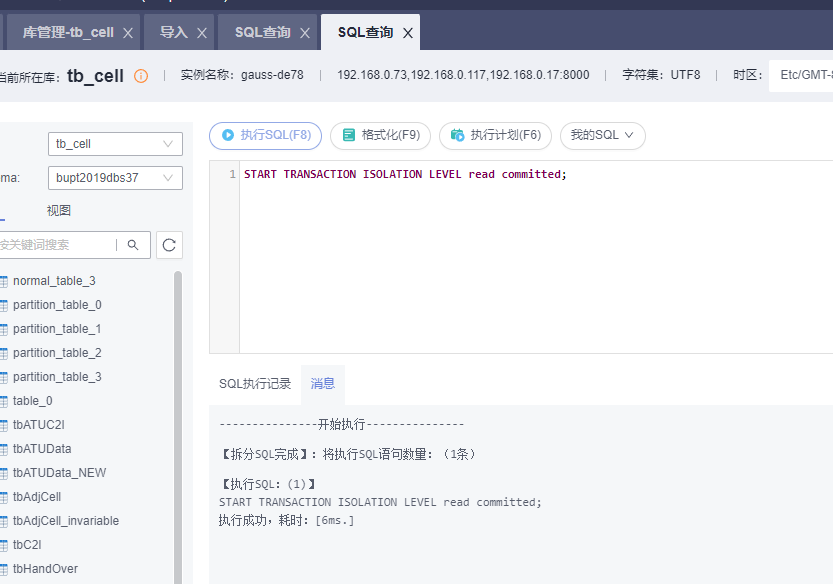 库管理-tb_cell 导入 SQL查询 SQL查询
当前所在库: tb_cell 实例名称: gauss-de78 192.168.0.73,192.168.0.117,192.168.0.17:8000 字符集: UTF8 时区: Etc/GMT-8
tb_cell 执行SQL(F8) 格式化(F9) 执行计划(F6) 我的SQL
ma: bupt2019dbs37
1 START TRANSACTION ISOLATION LEVEL read committed;
视图
按关键词搜索
normal_table_3
partition_table_0
partition_table_1
partition_table_2
partition_table_3
table_0
tbATUC2I
tbATUData
tbATUData_NEW
tbAdjCell
tbAdjCell_invariable
tbC2I
tbHandOver
SQL执行记录 消息
---------------开始执行---------------
【拆分SQL完成】: 将执行SQL语句数量: (1条)
【执行SQL: (1)】
START TRANSACTION ISOLATION LEVEL read committed;
执行成功, 耗时: [6ms.]